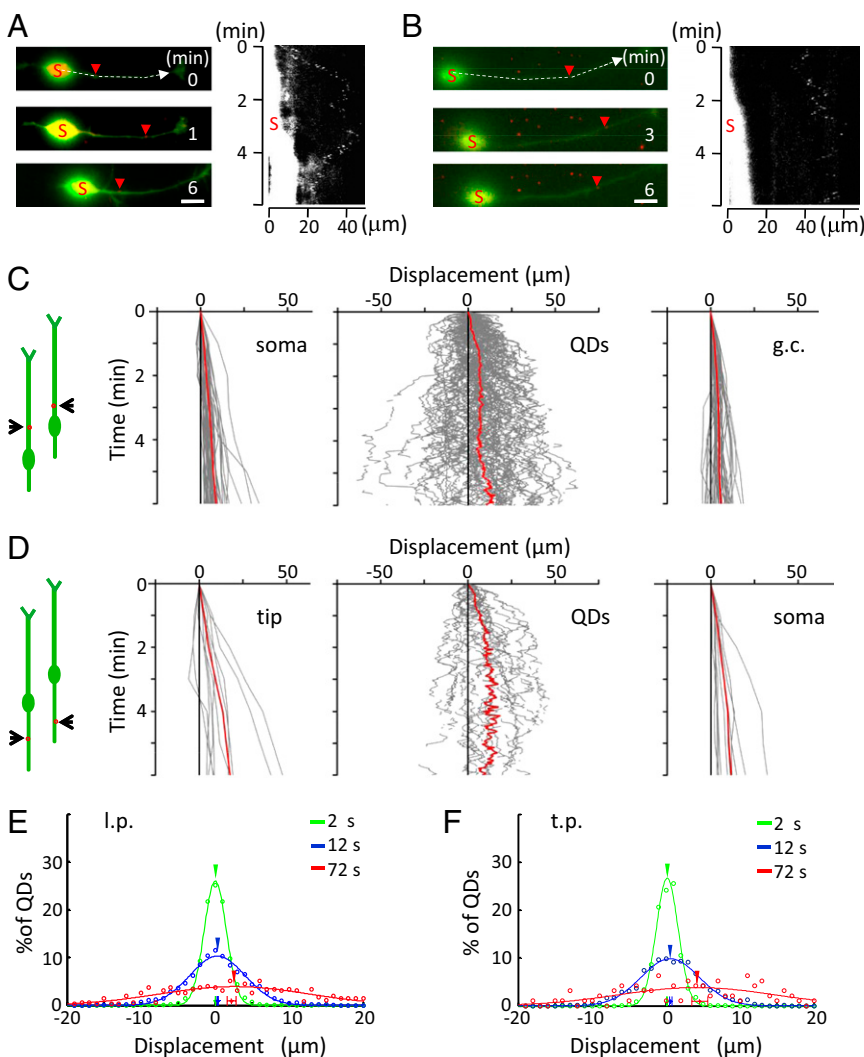 A
(min)
S
(min)
0
S
1
S
6
0
2
4
S
0 20 40 (µm)
B
(min)
S
(min)
0
S
3
S
6
0
2
4
S
0 20 40 60 (µm)
C
Displacement (µm)
0 50
-50 0 50
0 50
Time (min)
0
2
4
soma
QDs
g.c.
D
Displacement (µm)
0 50
-50 0 50
0 50
Time (min)
0
2
4
tip
QDs
soma
E
l.p.
2 s
12 s
72 s
%of QDs
30
20
10
0
-20 -10 0 10 20
Displacement (µm)
F
t.p.
2 s
12 s
72 s
% of QDs
30
20
10
0
-20 -10 0 10 20
Displacement (µm)